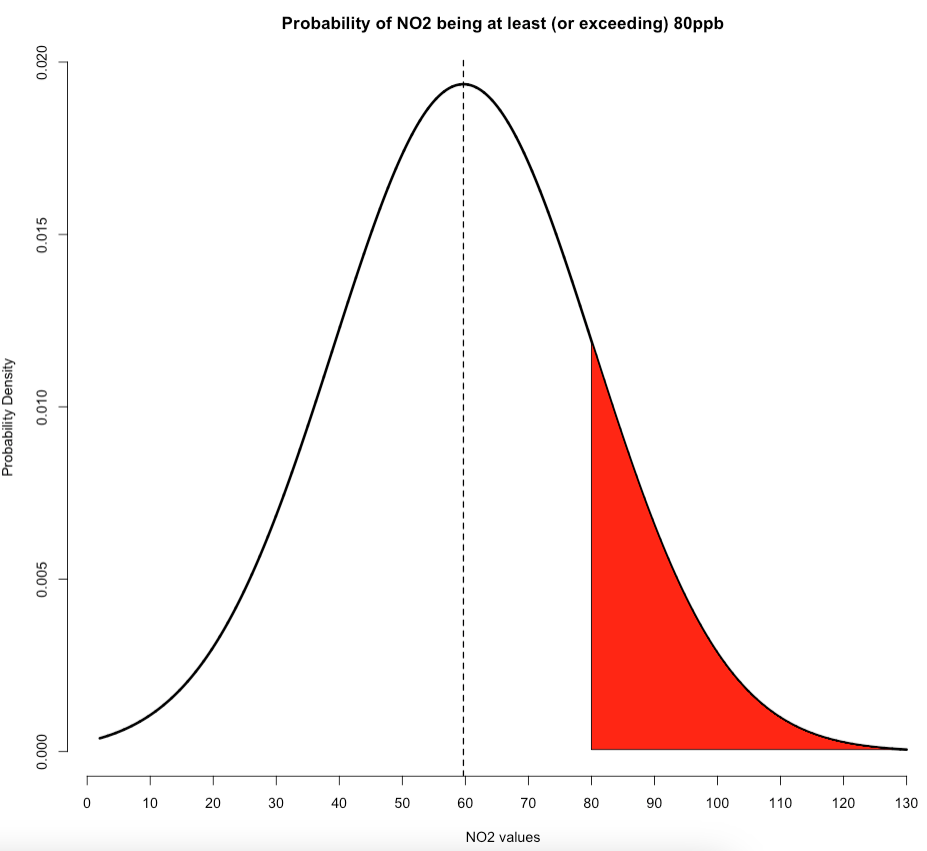 Probability of NO2 being at least (or exceeding) 80ppb
0.020
0.015
0.010
0.005
0.000
Probability Density
0 10 20 30 40 50 60 70 80 90 100 110 120 130
NO2 values